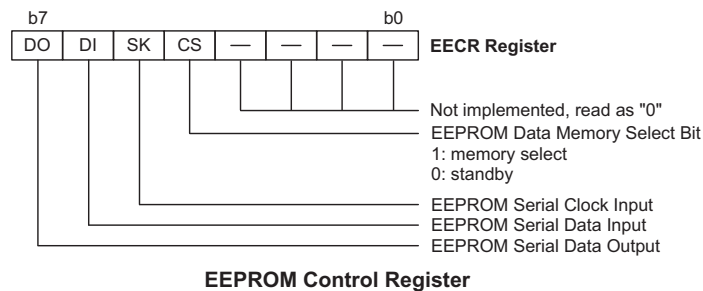 b7 b0
DO DI SK CS — — — — EECR Register
Not implemented, read as "0"
EEPROM Data Memory Select Bit
1: memory select
0: standby
EEPROM Serial Clock Input
EEPROM Serial Data Input
EEPROM Serial Data Output
EEPROM Control Register